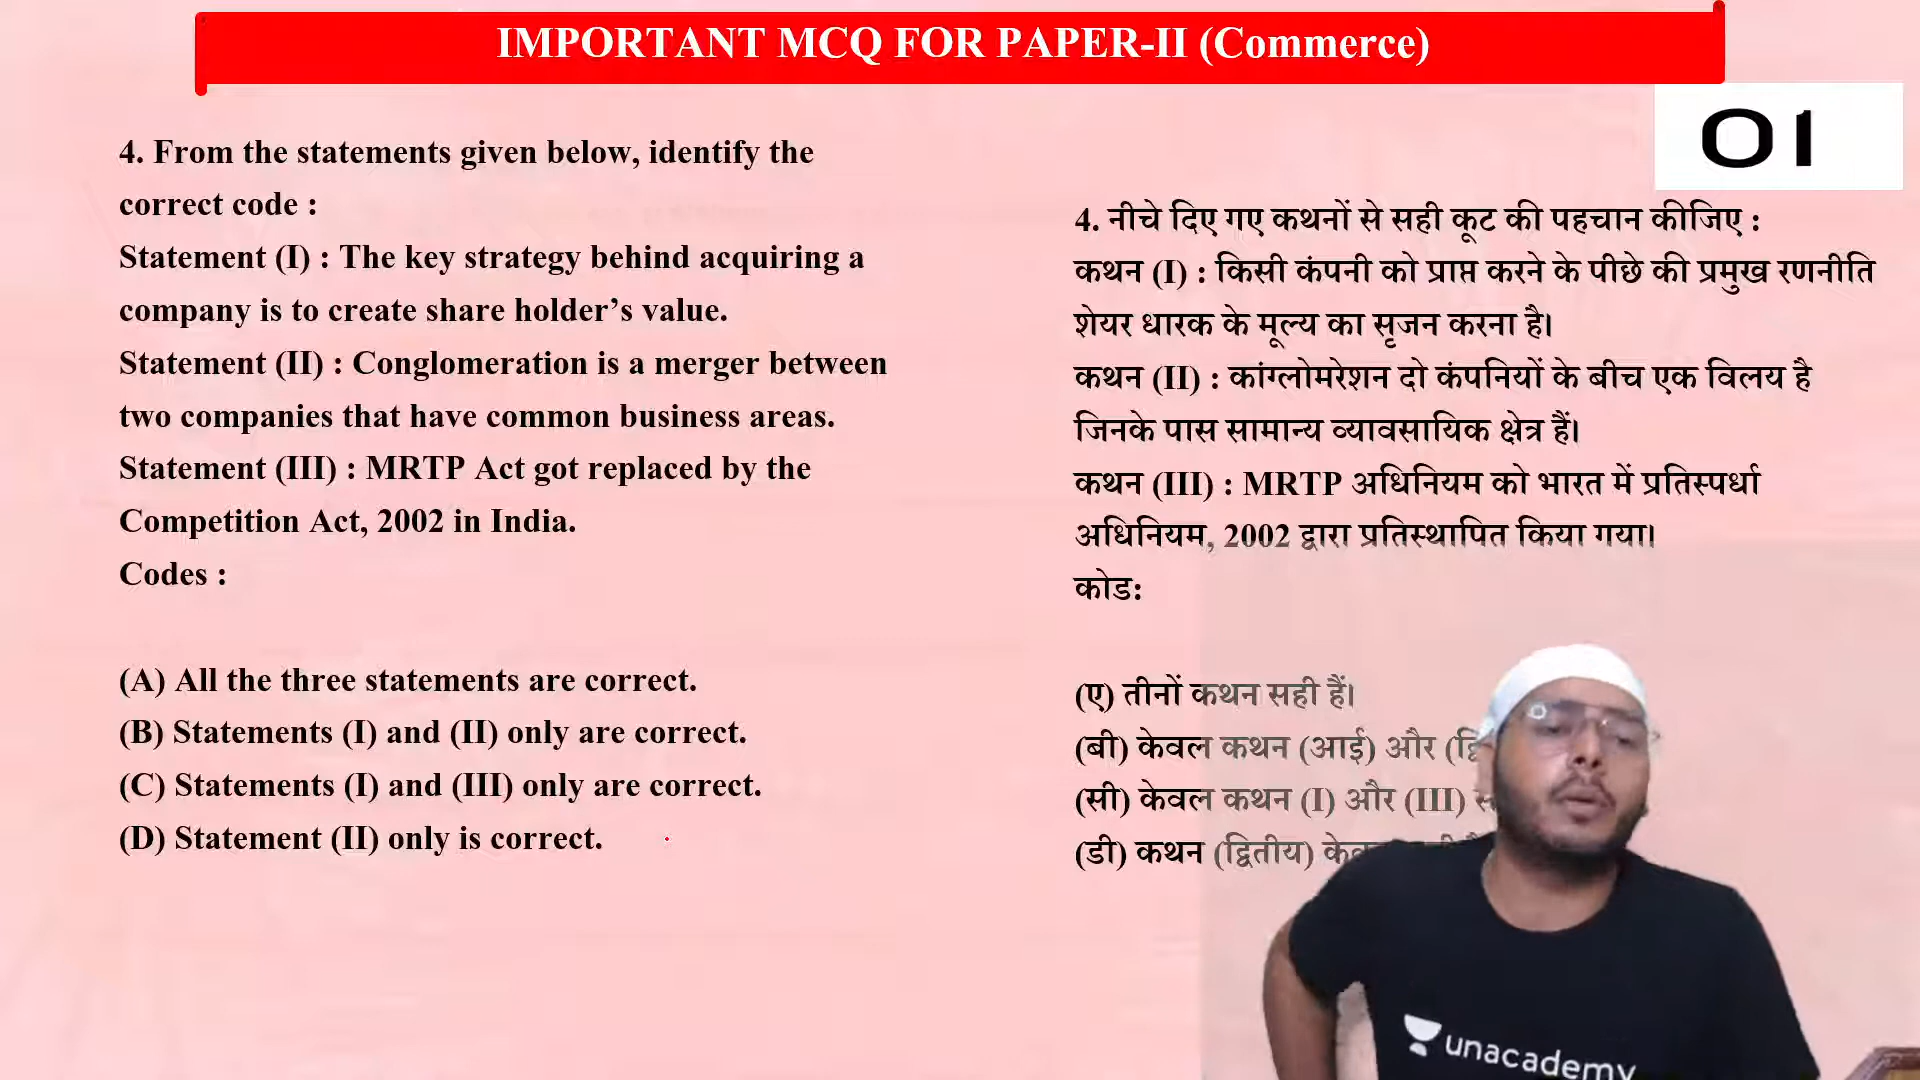 IMPORTANT MCQ FOR PAPER-II (Commerce)
01
4. From the statements given below, identify the
correct code :
Statement (I) : The key strategy behind acquiring a
company is to create share holder’s value.
Statement (II) : Conglomeration is a merger between
two companies that have common business areas.
Statement (III) : MRTP Act got replaced by the
Competition Act, 2002 in India.
Codes :
(A) All the three statements are correct.
(B) Statements (I) and (II) only are correct.
(C) Statements (I) and (III) only are correct.
(D) Statement (II) only is correct.
4. नीचे दिए गए कथनों से सही कूट की पहचान कीजिए :
कथन (I) : किसी कंपनी को प्राप्त करने के पीछे की प्रमुख रणनीति
शेयर धारक के मूल्य का सृजन करना है।
कथन (II) : कांग्लोमरेशन दो कंपनियों के बीच एक विलय है
जिनके पास सामान्य व्यावसायिक क्षेत्र हैं।
कथन (III) : MRTP अधिनियम को भारत में प्रतिस्पर्धा
अधिनियम, 2002 द्वारा प्रतिस्थापित किया गया।
कोड:
(ए) तीनों कथन सही हैं।
(बी) केवल कथन (आई) और
(सी) केवल कथन (I) और (III)
(डी) कथन (द्वितीय)
unacademy